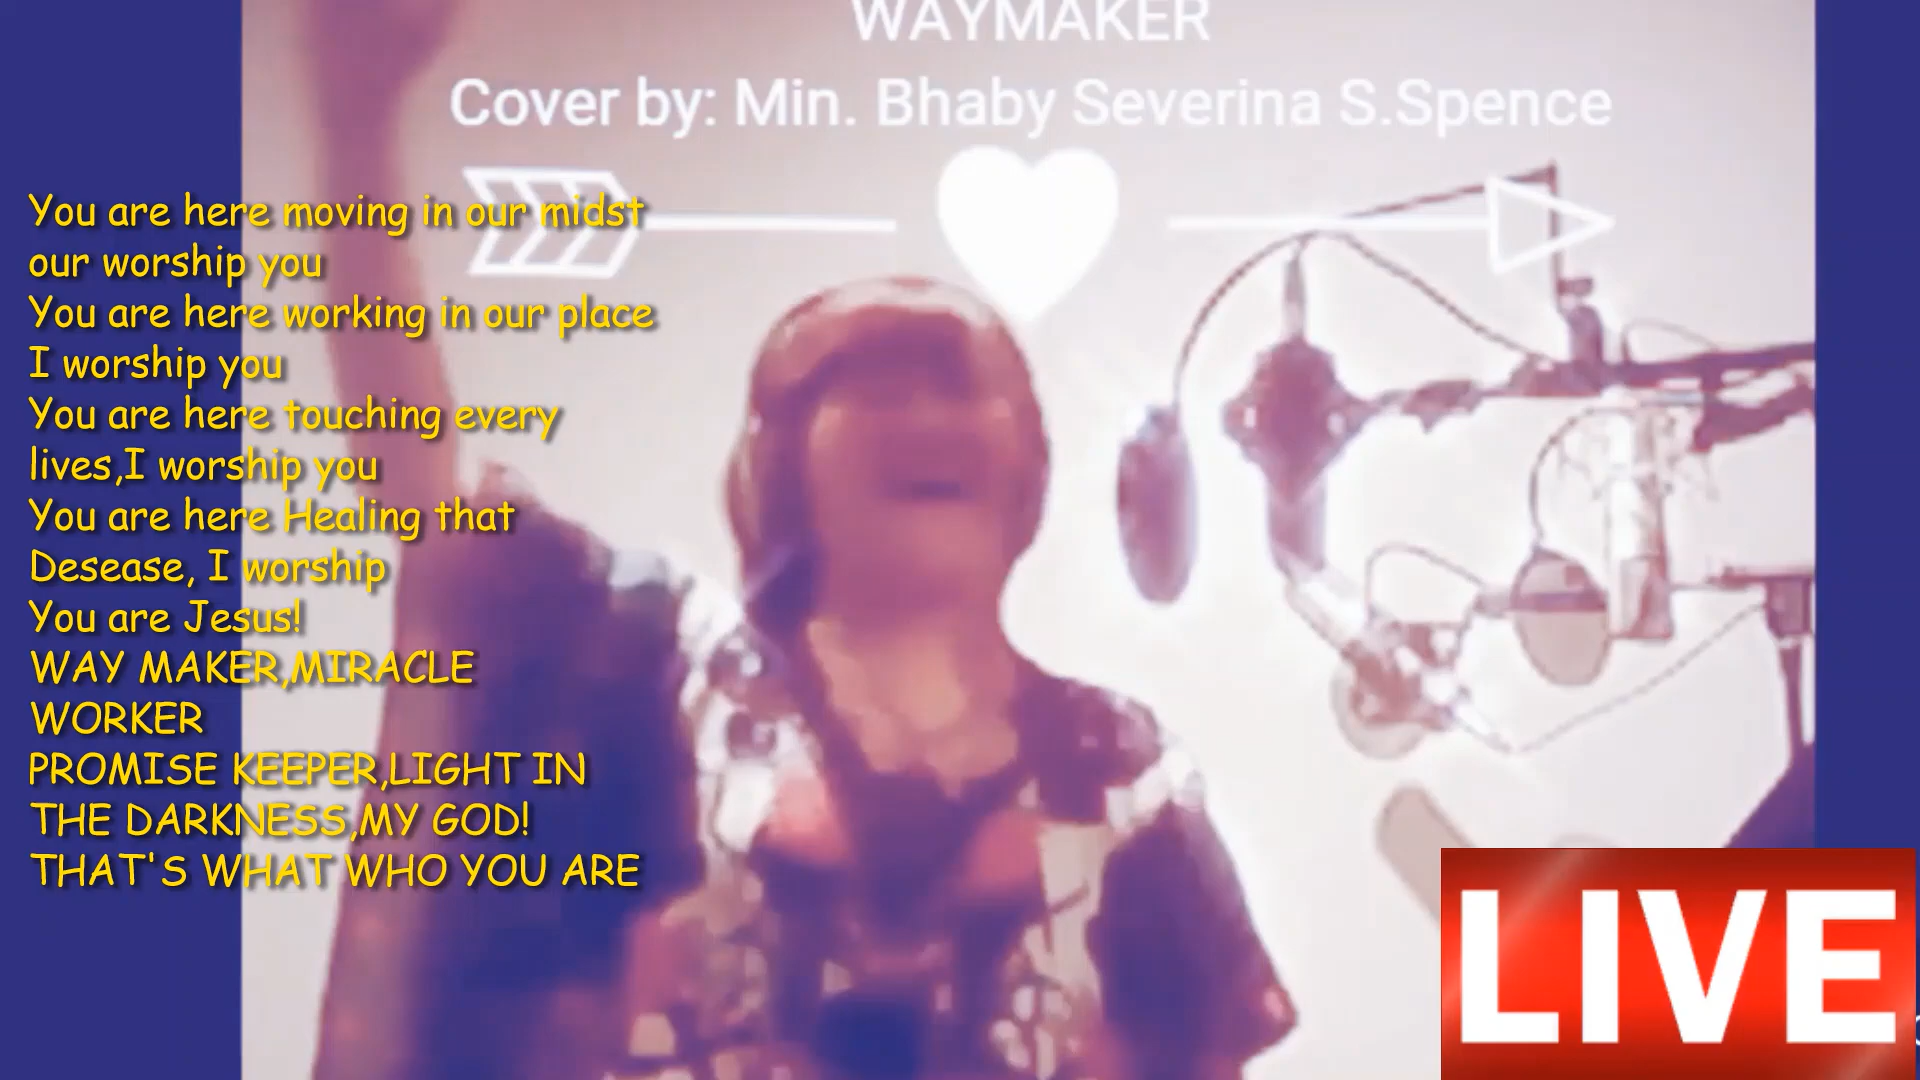 WAYMAKER
Cover by: Min. Bhaby Severina S.Spence
You are here moving in our midst
our worship you
You are here working in our place
I worship you
You are here touching every
lives,I worship you
You are here Healing that
Desease, I worship
You are Jesus!
WAY MAKER,MIRACLE
WORKER
PROMISE KEEPER,LIGHT IN
THE DARKNESS,MY GOD!
THAT'S WHAT WHO YOU ARE
LIVE